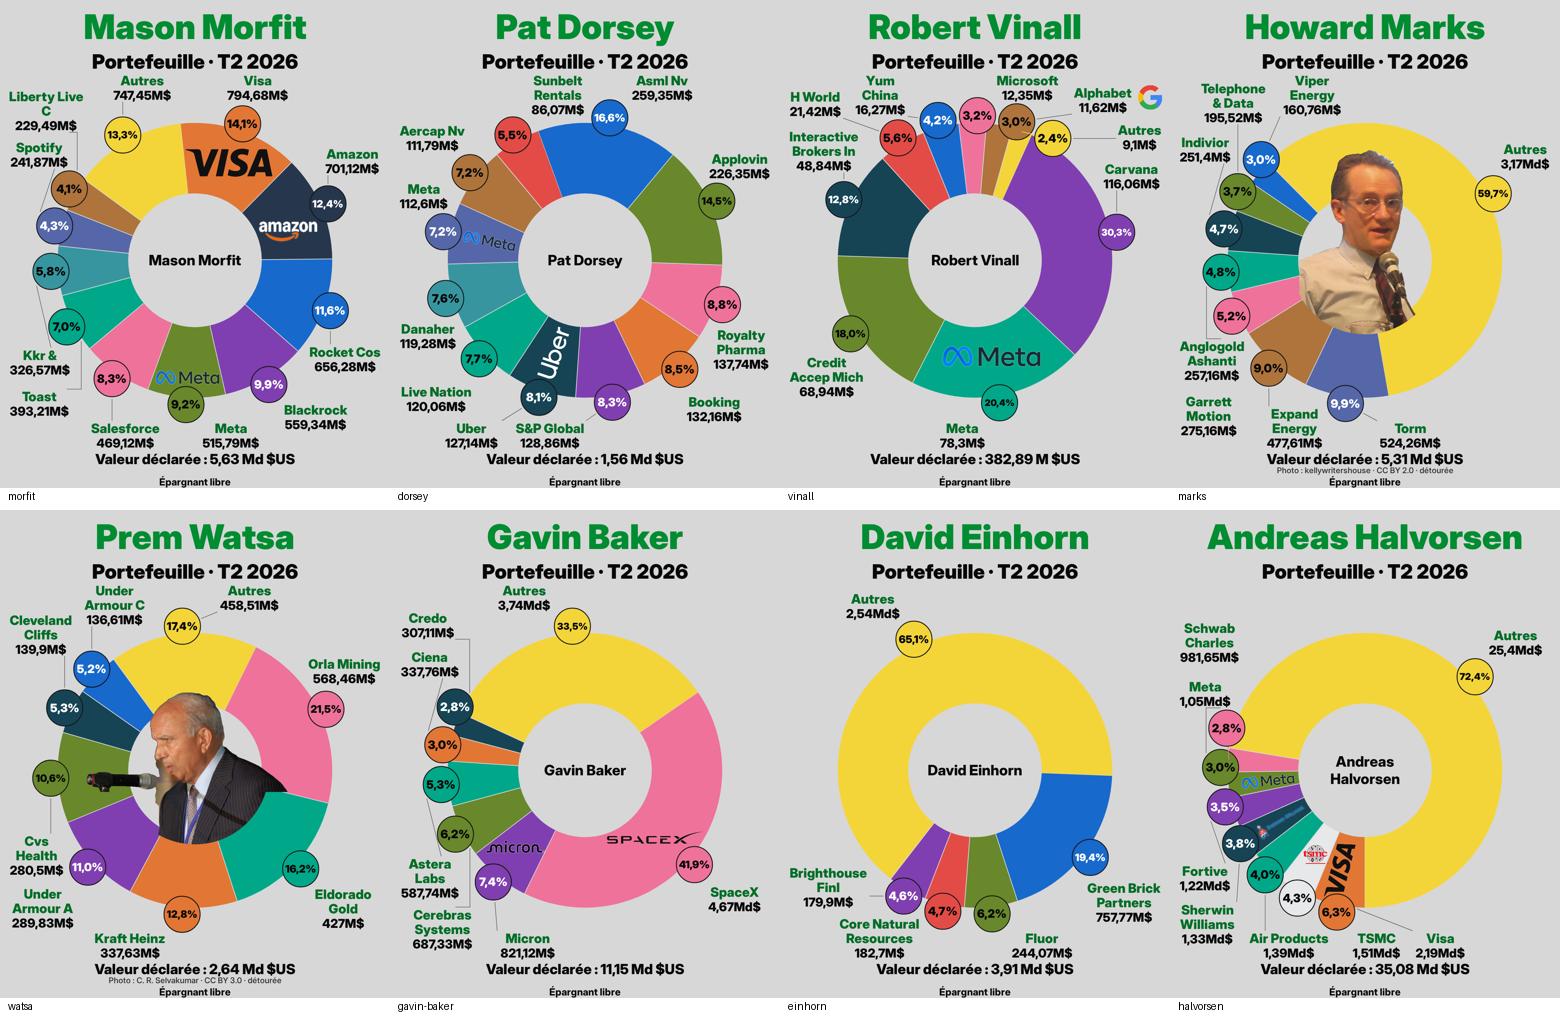 Mason Morfit
Portefeuille · T2 2026
Autres
747,45M$
Visa
794,68M$
Liberty Live
C
229,49M$
Spotify
241,87M$
13,3%
14,1%
VISA
Amazon
701,12M$
4,1%
12,4%
amazon
4,3%
Mason Morfit
5,8%
11,6%
7,0%
Kkr &
326,57M$
Rocket Cos
656,28M$
8,3%
Meta
9,2%
9,9%
Toast
393,21M$
Blackrock
559,34M$
Salesforce
469,12M$
Meta
515,79M$
Valeur déclarée : 5,63 Md $US
Épargnant libre
morfit
Pat Dorsey
Portefeuille · T2 2026
Sunbelt
Rentals
86,07M$
Asml Nv
259,35M$
Aercap Nv
111,79M$
5,5%
16,6%
Applovin
226,35M$
7,2%
Meta
112,6M$
14,5%
7,2%
Meta
Pat Dorsey
7,6%
8,8%
Danaher
119,28M$
Royalty
Pharma
137,74M$
7,7%
Uber
8,5%
Live Nation
120,06M$
8,1%
8,3%
Booking
132,16M$
Uber
127,14M$
S&P Global
128,86M$
Valeur déclarée : 1,56 Md $US
Épargnant libre
dorsey
Robert Vinall
Portefeuille · T2 2026
Yum
China
16,27M$
Microsoft
12,35M$
H World
21,42M$
Alphabet
11,62M$
Interactive
Brokers In
48,84M$
5,6%
4,2%
3,2%
3,0%
2,4%
Autres
9,1M$
Carvana
116,06M$
12,8%
30,3%
Robert Vinall
18,0%
Credit
Accep Mich
68,94M$
Meta
20,4%
Meta
78,3M$
Valeur déclarée : 382,89 M $US
Épargnant libre
vinall
Howard Marks
Portefeuille · T2 2026
Telephone
& Data
195,52M$
Viper
Energy
160,76M$
Indivior
251,4M$
3,0%
Autres
3,17Md$
3,7%
59,7%
4,7%
4,8%
5,2%
Anglogold
Ashanti
257,16M$
9,0%
9,9%
Garrett
Motion
275,16M$
Expand
Energy
477,61M$
Torm
524,26M$
Valeur déclarée : 5,31 Md $US
Photo : kellywritershouse · CC BY 2.0 · détourée
Épargnant libre
marks
Prem Watsa
Portefeuille · T2 2026
Under
Armour C
136,61M$
Autres
458,51M$
Cleveland
Cliffs
139,9M$
17,4%
5,2%
Orla Mining
568,46M$
5,3%
21,5%
10,6%
Cvs
Health
280,5M$
11,0%
16,2%
Under
Armour A
289,83M$
12,8%
Eldorado
Gold
427M$
Kraft Heinz
337,63M$
Valeur déclarée : 2,64 Md $US
Photo : C. R. Selvakumar · CC BY 3.0 · détourée
Épargnant libre
watsa
Gavin Baker
Portefeuille · T2 2026
Autres
3,74Md$
Credo
307,11M$
33,5%
Ciena
337,76M$
2,8%
3,0%
Gavin Baker
5,3%
6,2%
micron
SPACEX
Astera
Labs
587,74M$
7,4%
41,9%
SpaceX
4,67Md$
Cerebras
Systems
687,33M$
Micron
821,12M$
Valeur déclarée : 11,15 Md $US
Épargnant libre
gavin-baker
David Einhorn
Portefeuille · T2 2026
Autres
2,54Md$
65,1%
David Einhorn
19,4%
Brighthouse
Finl
179,9M$
4,6%
4,7%
6,2%
Green Brick
Partners
757,77M$
Core Natural
Resources
182,7M$
Fluor
244,07M$
Valeur déclarée : 3,91 Md $US
Épargnant libre
einhorn
Andreas Halvorsen
Portefeuille · T2 2026
Schwab
Charles
981,65M$
Autres
25,4Md$
Meta
1,05Md$
72,4%
2,8%
3,0%
Meta
Andreas
Halvorsen
3,5%
3,8%
tsmc
VISA
Fortive
1,22Md$
4,0%
4,3%
6,3%
Sherwin
Williams
1,33Md$
Air Products
1,39Md$
TSMC
1,51Md$
Visa
2,19Md$
Valeur déclarée : 35,08 Md $US
Épargnant libre
halvorsen